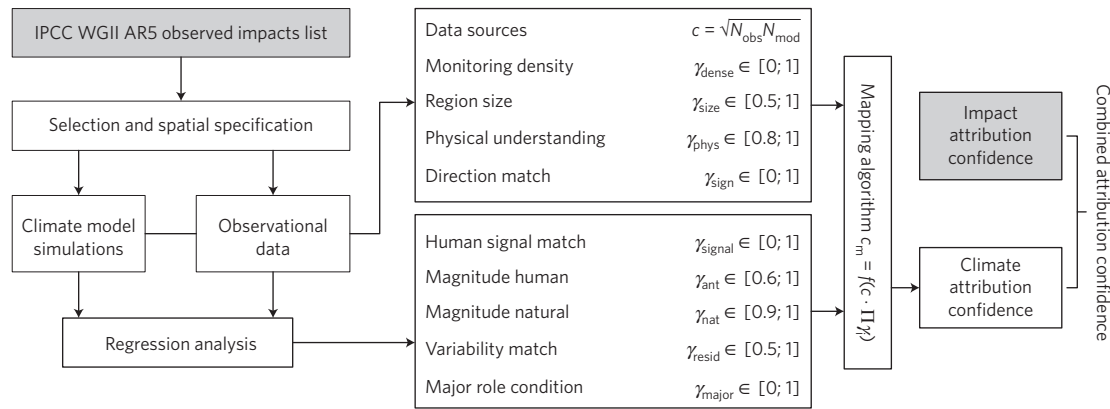 IPCC WGII AR5 observed impacts list
Selection and spatial specification
Climate model
simulations
Observational
data
Regression analysis
Data sources c = √NobsNmod
Monitoring density γdense ∈ [0; 1]
Region size γsize ∈ [0.5; 1]
Physical understanding γphys ∈ [0.8; 1]
Direction match γsign ∈ [0; 1]
Human signal match γsignal ∈ [0; 1]
Magnitude human γant ∈ [0.6; 1]
Magnitude natural γnat ∈ [0.9; 1]
Variability match γresid ∈ [0.5; 1]
Major role condition γmajor ∈ [0; 1]
Mapping algorithm cm = f(c · Πγi)
Impact
attribution
confidence
Climate attribution
confidence
Combined attribution confidence